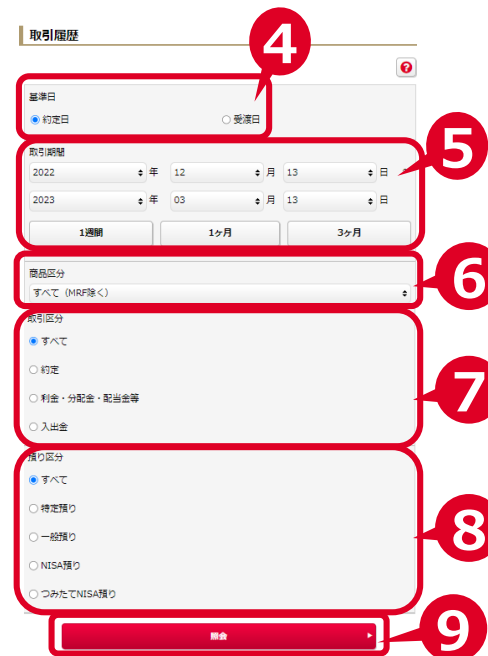 取引履歴
4
?
基準日
約定日 受渡日
5
取引期間
2022 年 12 月 13 日
2023 年 03 月 13 日
1週間 1ヶ月 3ヶ月
6
商品区分
すべて（MRF除く）
取引区分
すべて
約定
7
利金・分配金・配当金等
入出金
預り区分
すべて
特定預り
8
一般預り
NISA預り
つみたてNISA預り
9
照会